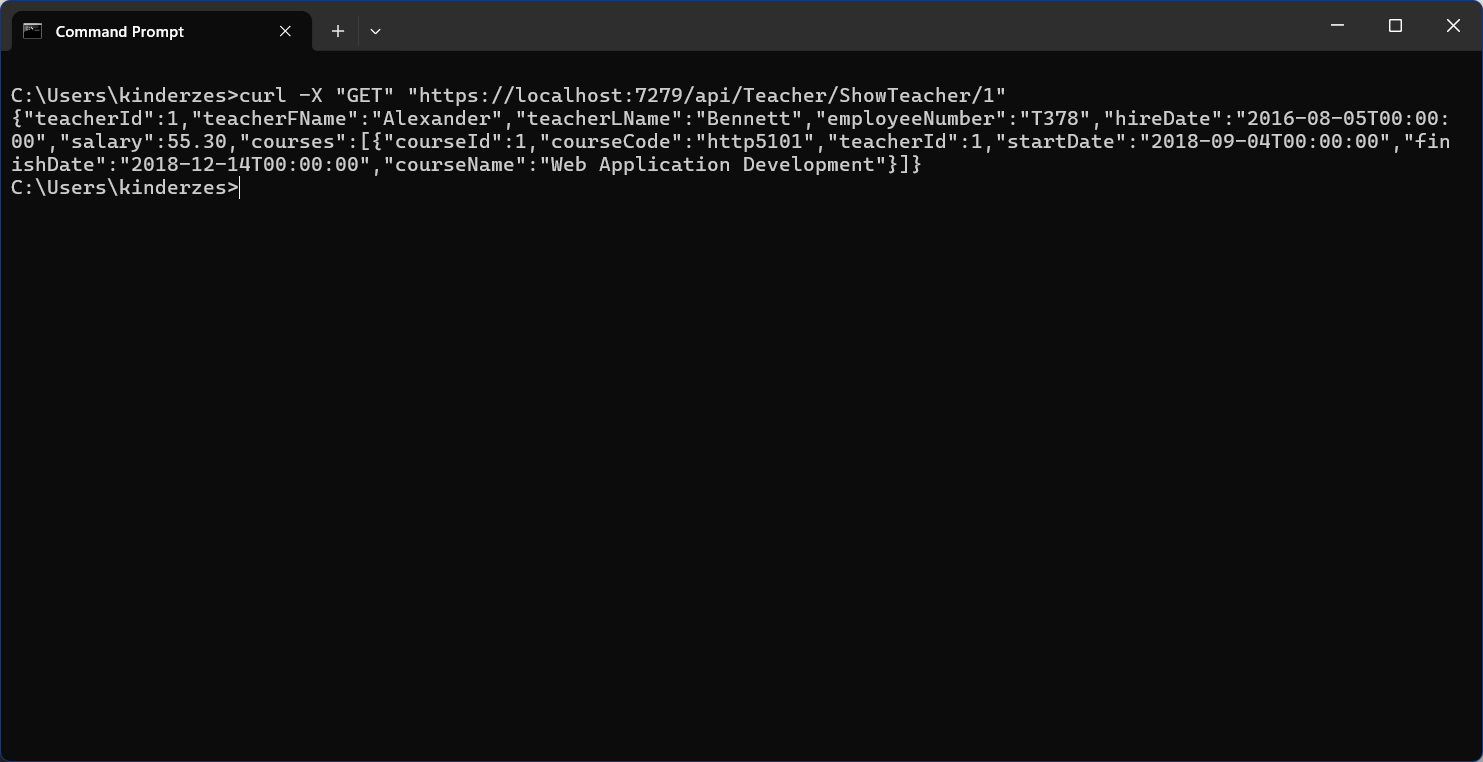 Command Prompt
C:\Users\kinderzes>curl -X "GET" "https://localhost:7279/api/Teacher/ShowTeacher/1"
{"teacherId":1,"teacherFName":"Alexander","teacherLName":"Bennett","employeeNumber":"T378","hireDate":"2016-08-05T00:00:
00","salary":55.30,"courses":[{"courseId":1,"courseCode":"http5101","teacherId":1,"startDate":"2018-09-04T00:00:00","fin
ishDate":"2018-12-14T00:00:00","courseName":"Web Application Development"}]}
C:\Users\kinderzes>